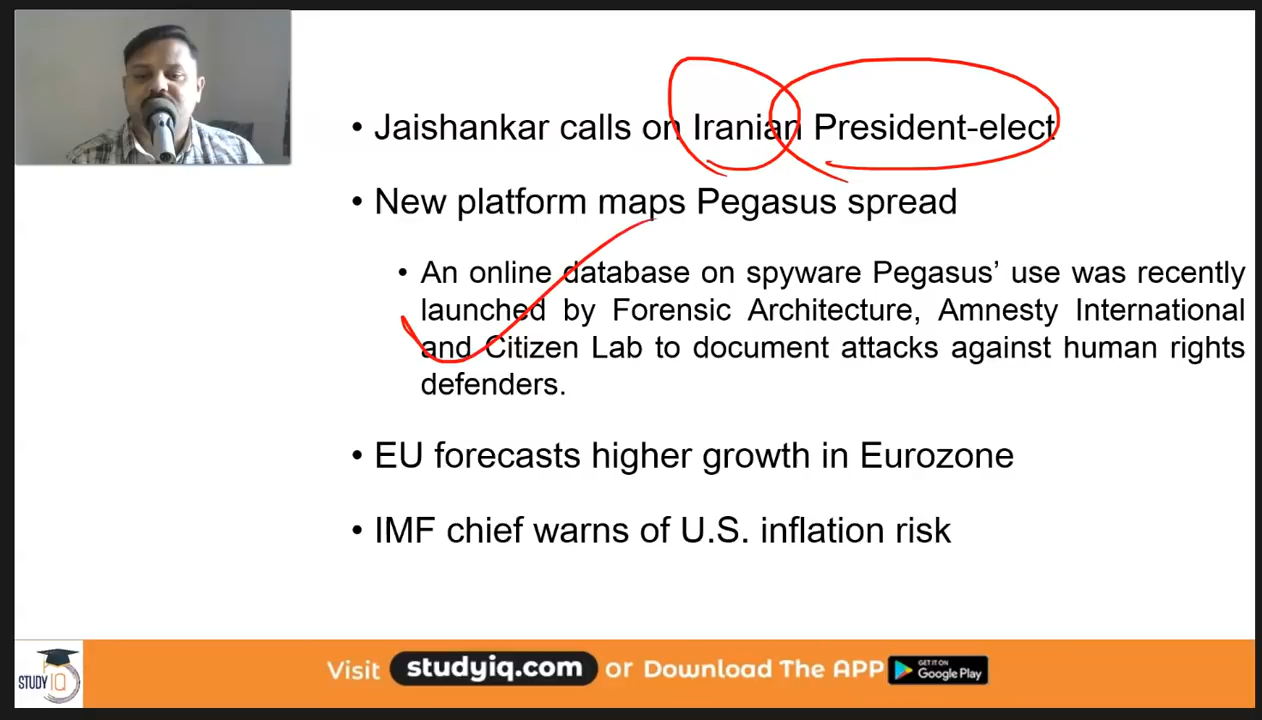 • Jaishankar calls on Iranian President-elect
• New platform maps Pegasus spread
• An online database on spyware Pegasus’ use was recently
launched by Forensic Architecture, Amnesty International
and Citizen Lab to document attacks against human rights
defenders.
• EU forecasts higher growth in Eurozone
• IMF chief warns of U.S. inflation risk
STUDY IQ
Visit studyiq.com or Download The APP GET IT ON Google Play